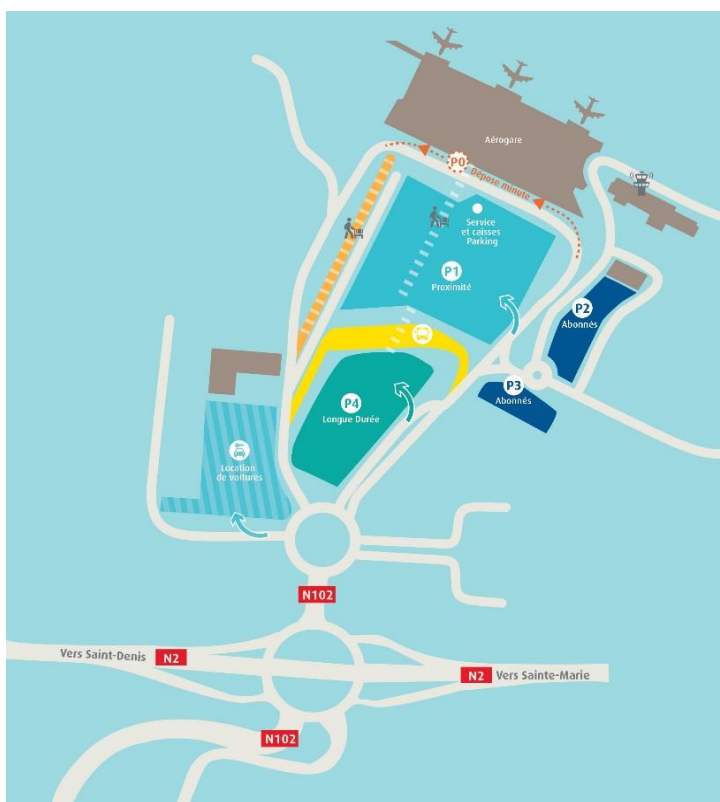 Aérogare
P0
Dépose minute
Service
et caisses
Parking
P1
Proximité
P2
Abonnés
P3
Abonnés
P4
Longue Durée
Location
de voitures
N102
Vers Saint-Denis
N2
N2
Vers Sainte-Marie
N102